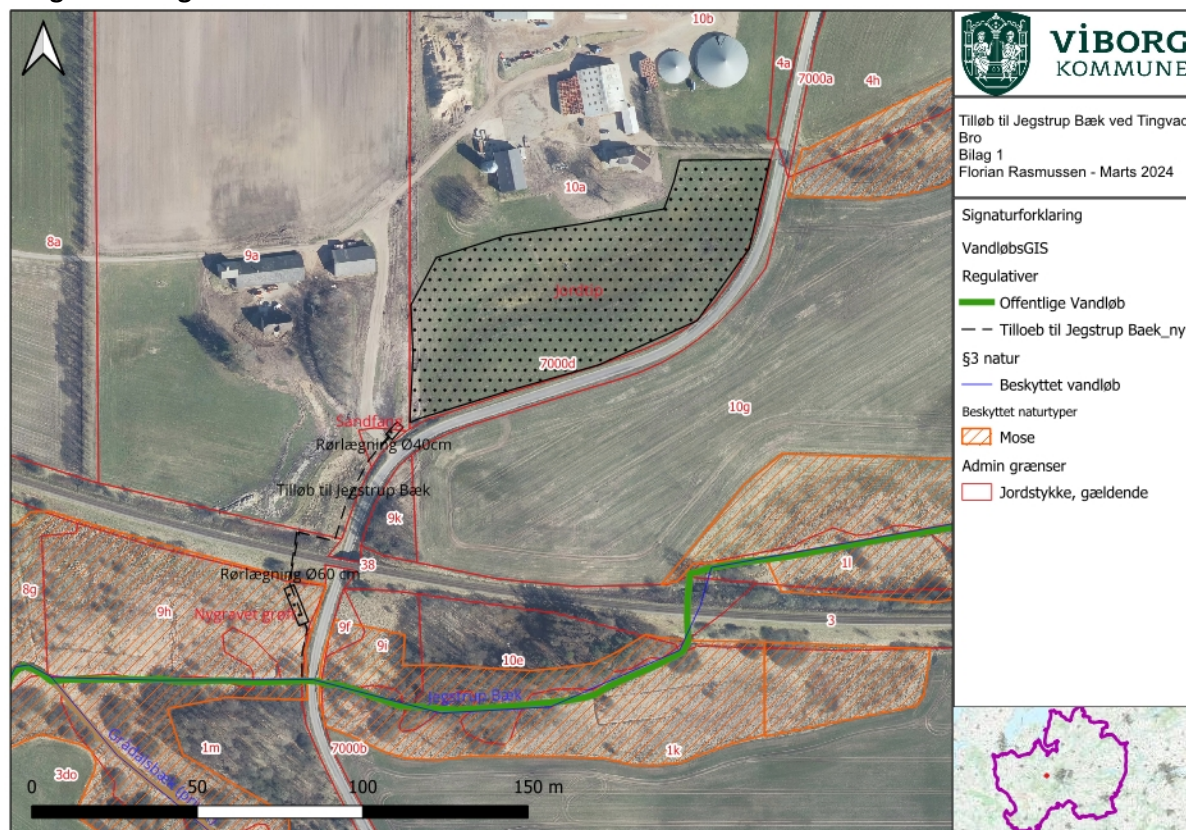 VIBORG
KOMMUNE
Tilløb til Jegstrup Bæk ved Tingvad
Bro
Bilag 1
Florian Rasmussen - Marts 2024
Signaturforklaring
VandløbsGIS
Regulativer
Offentlige Vandløb
Tilloeb til Jegstrup Baek_ny
§3 natur
Beskyttet vandløb
Beskyttet naturtyper
Mose
Admin grænser
Jordstykke, gældende
10b
4a
7000a
4h
10a
8a
9a
Jordtip
7000d
10g
Sandfang
Rørlægning Ø40cm
Tilløb til Jegstrup Bæk
9k
38
Rørlægning Ø60 cm
1l
8g
9h
Nygravet grøft
9f
9i
3
10e
Jegstrup Bæk
1m
7000b
1k
3do
0
50
100
150 m